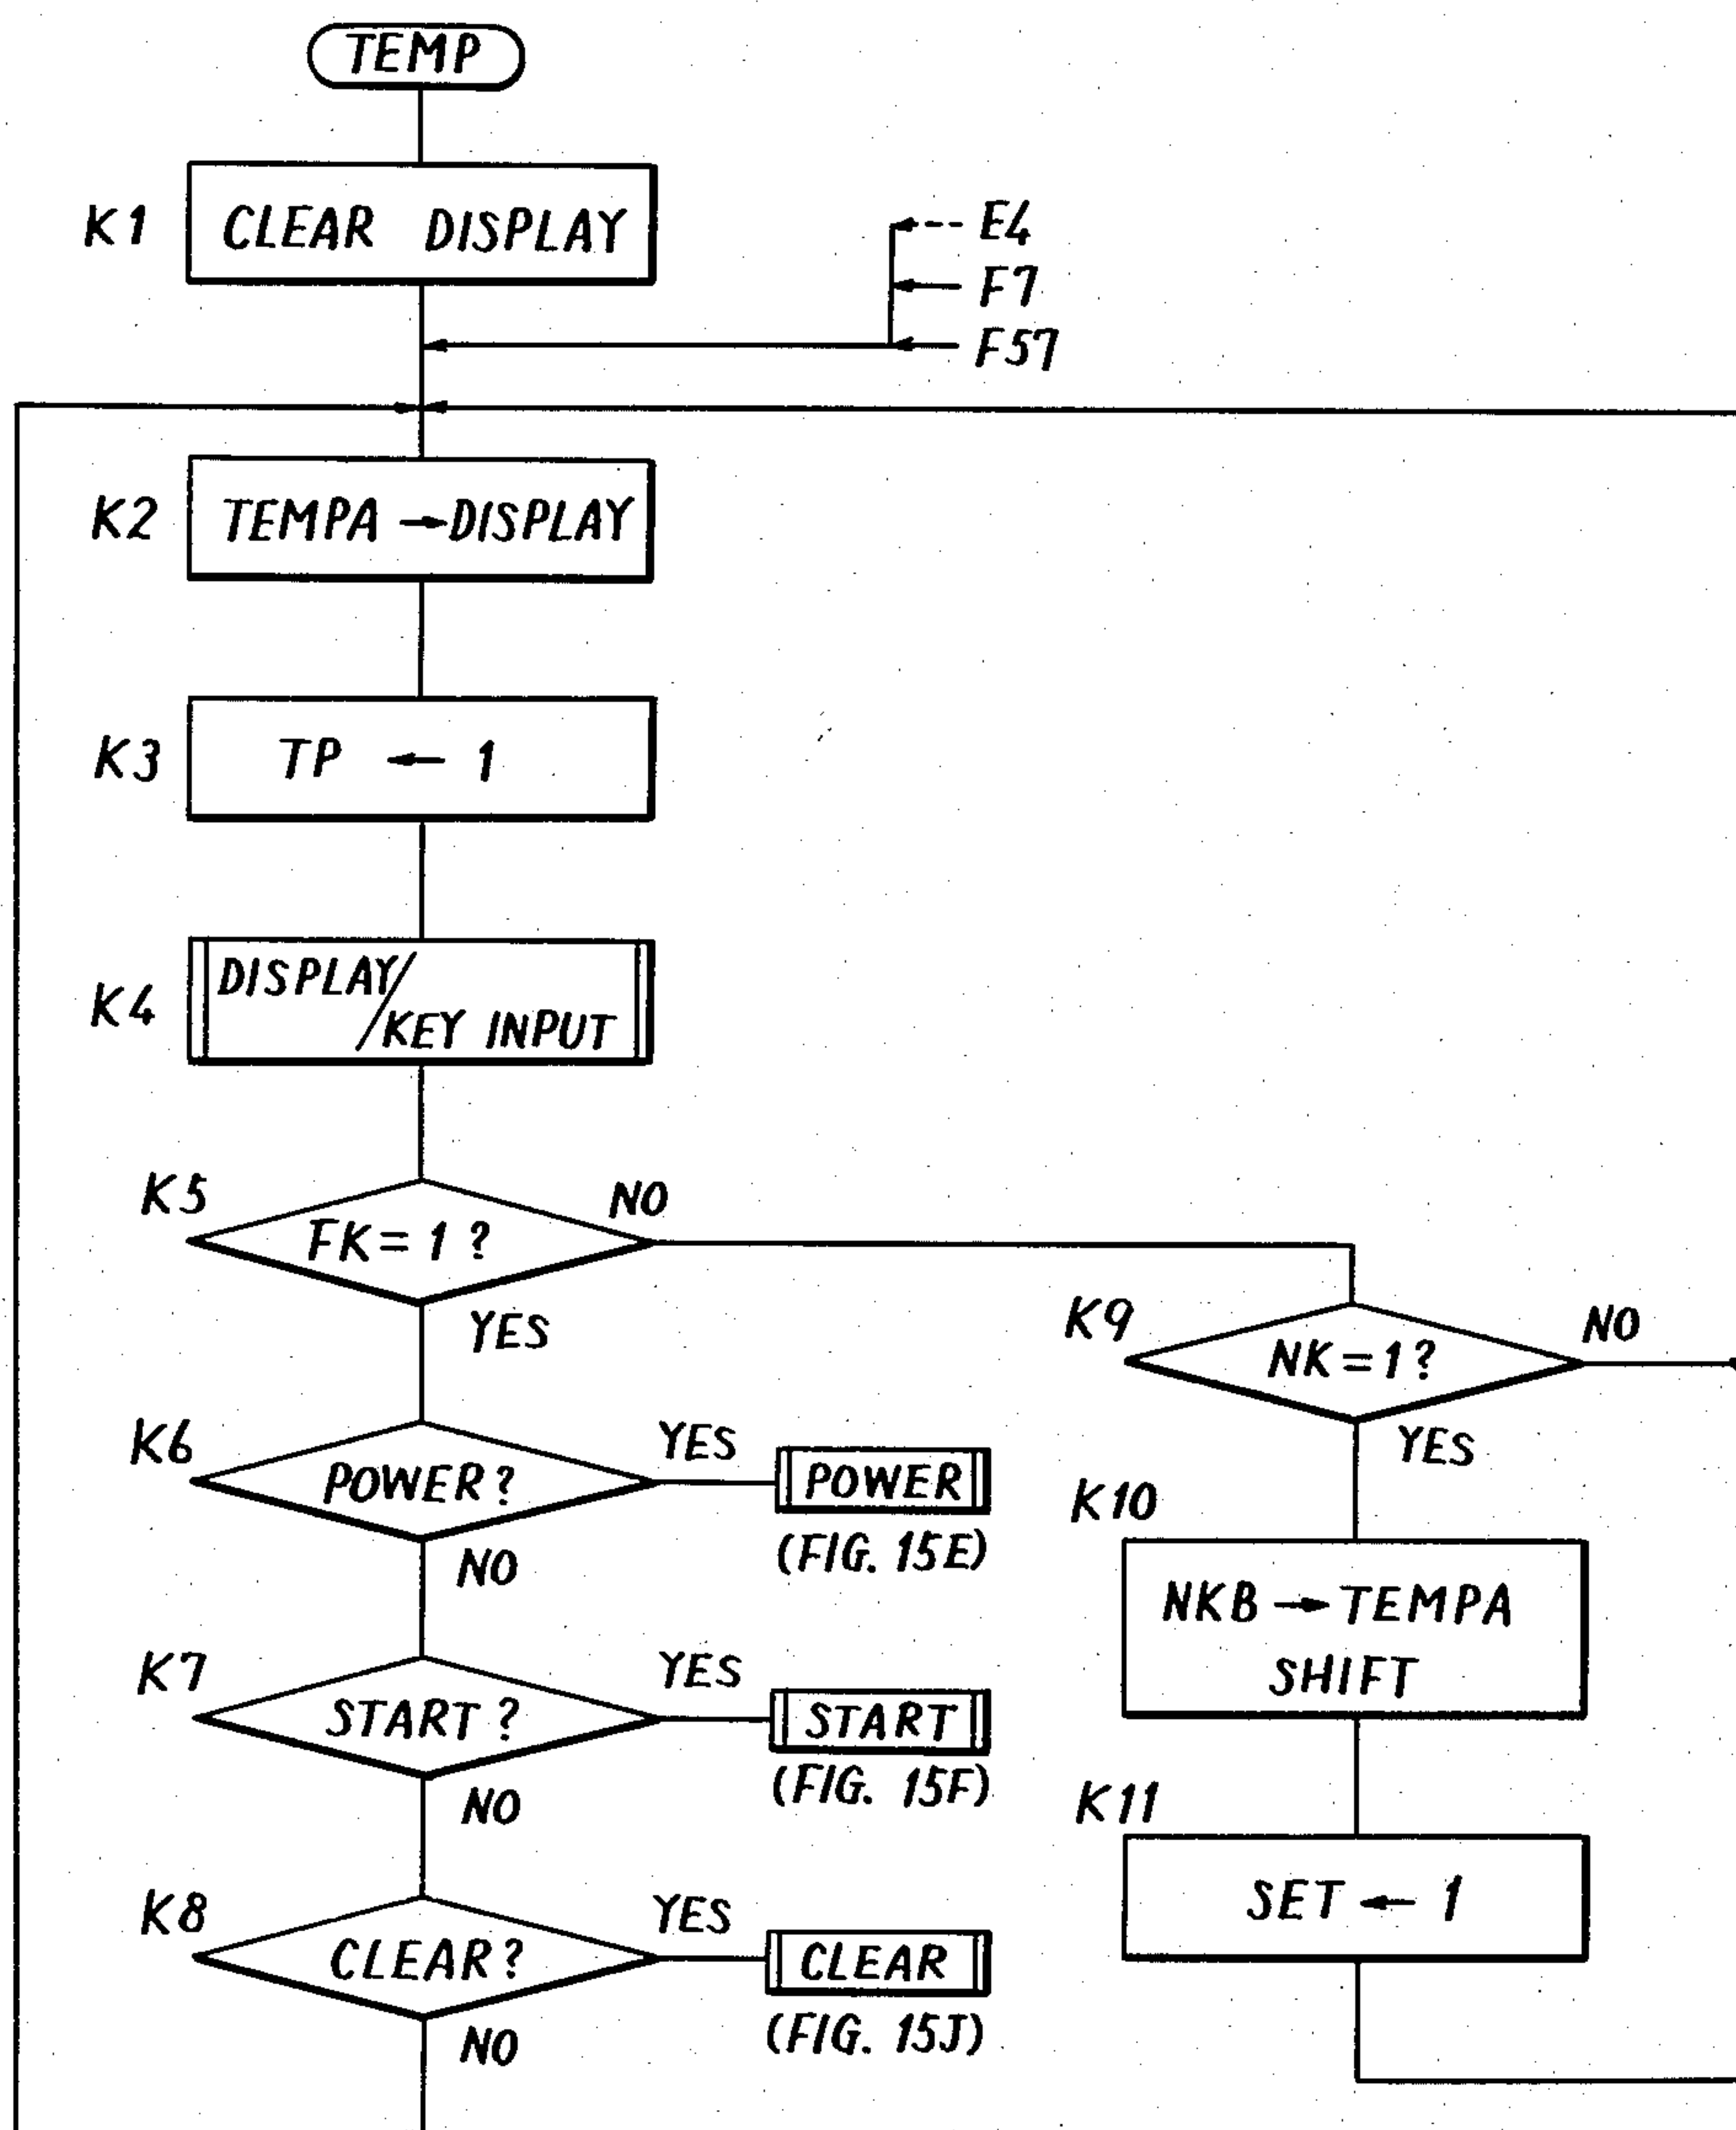 TEMP
K1 CLEAR DISPLAY
E4
F7
F57
K2 TEMPA → DISPLAY
K3 TP ← 1
K4 DISPLAY/
KEY INPUT
K5 FK = 1 ? NO
YES
K6 POWER? YES POWER
(FIG. 15E)
NO
K7 START? YES START
(FIG. 15F)
NO
K8 CLEAR? YES CLEAR
(FIG. 15J)
NO
K9 NK = 1 ? NO
YES
K10
NKB → TEMPA
SHIFT
K11
SET ← 1